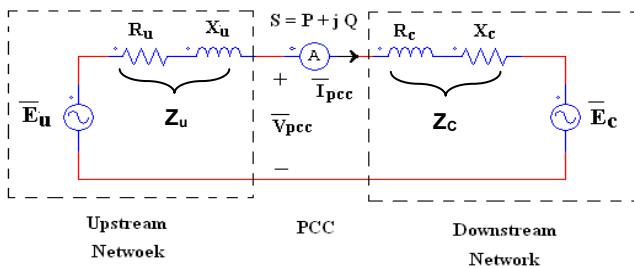 S = P + j Q
Ru Xu Rc Xc
A
+ Ipcc
Eu Zu Vpcc Zc Ec
−
Upstream PCC Downstream
Netwoek Network